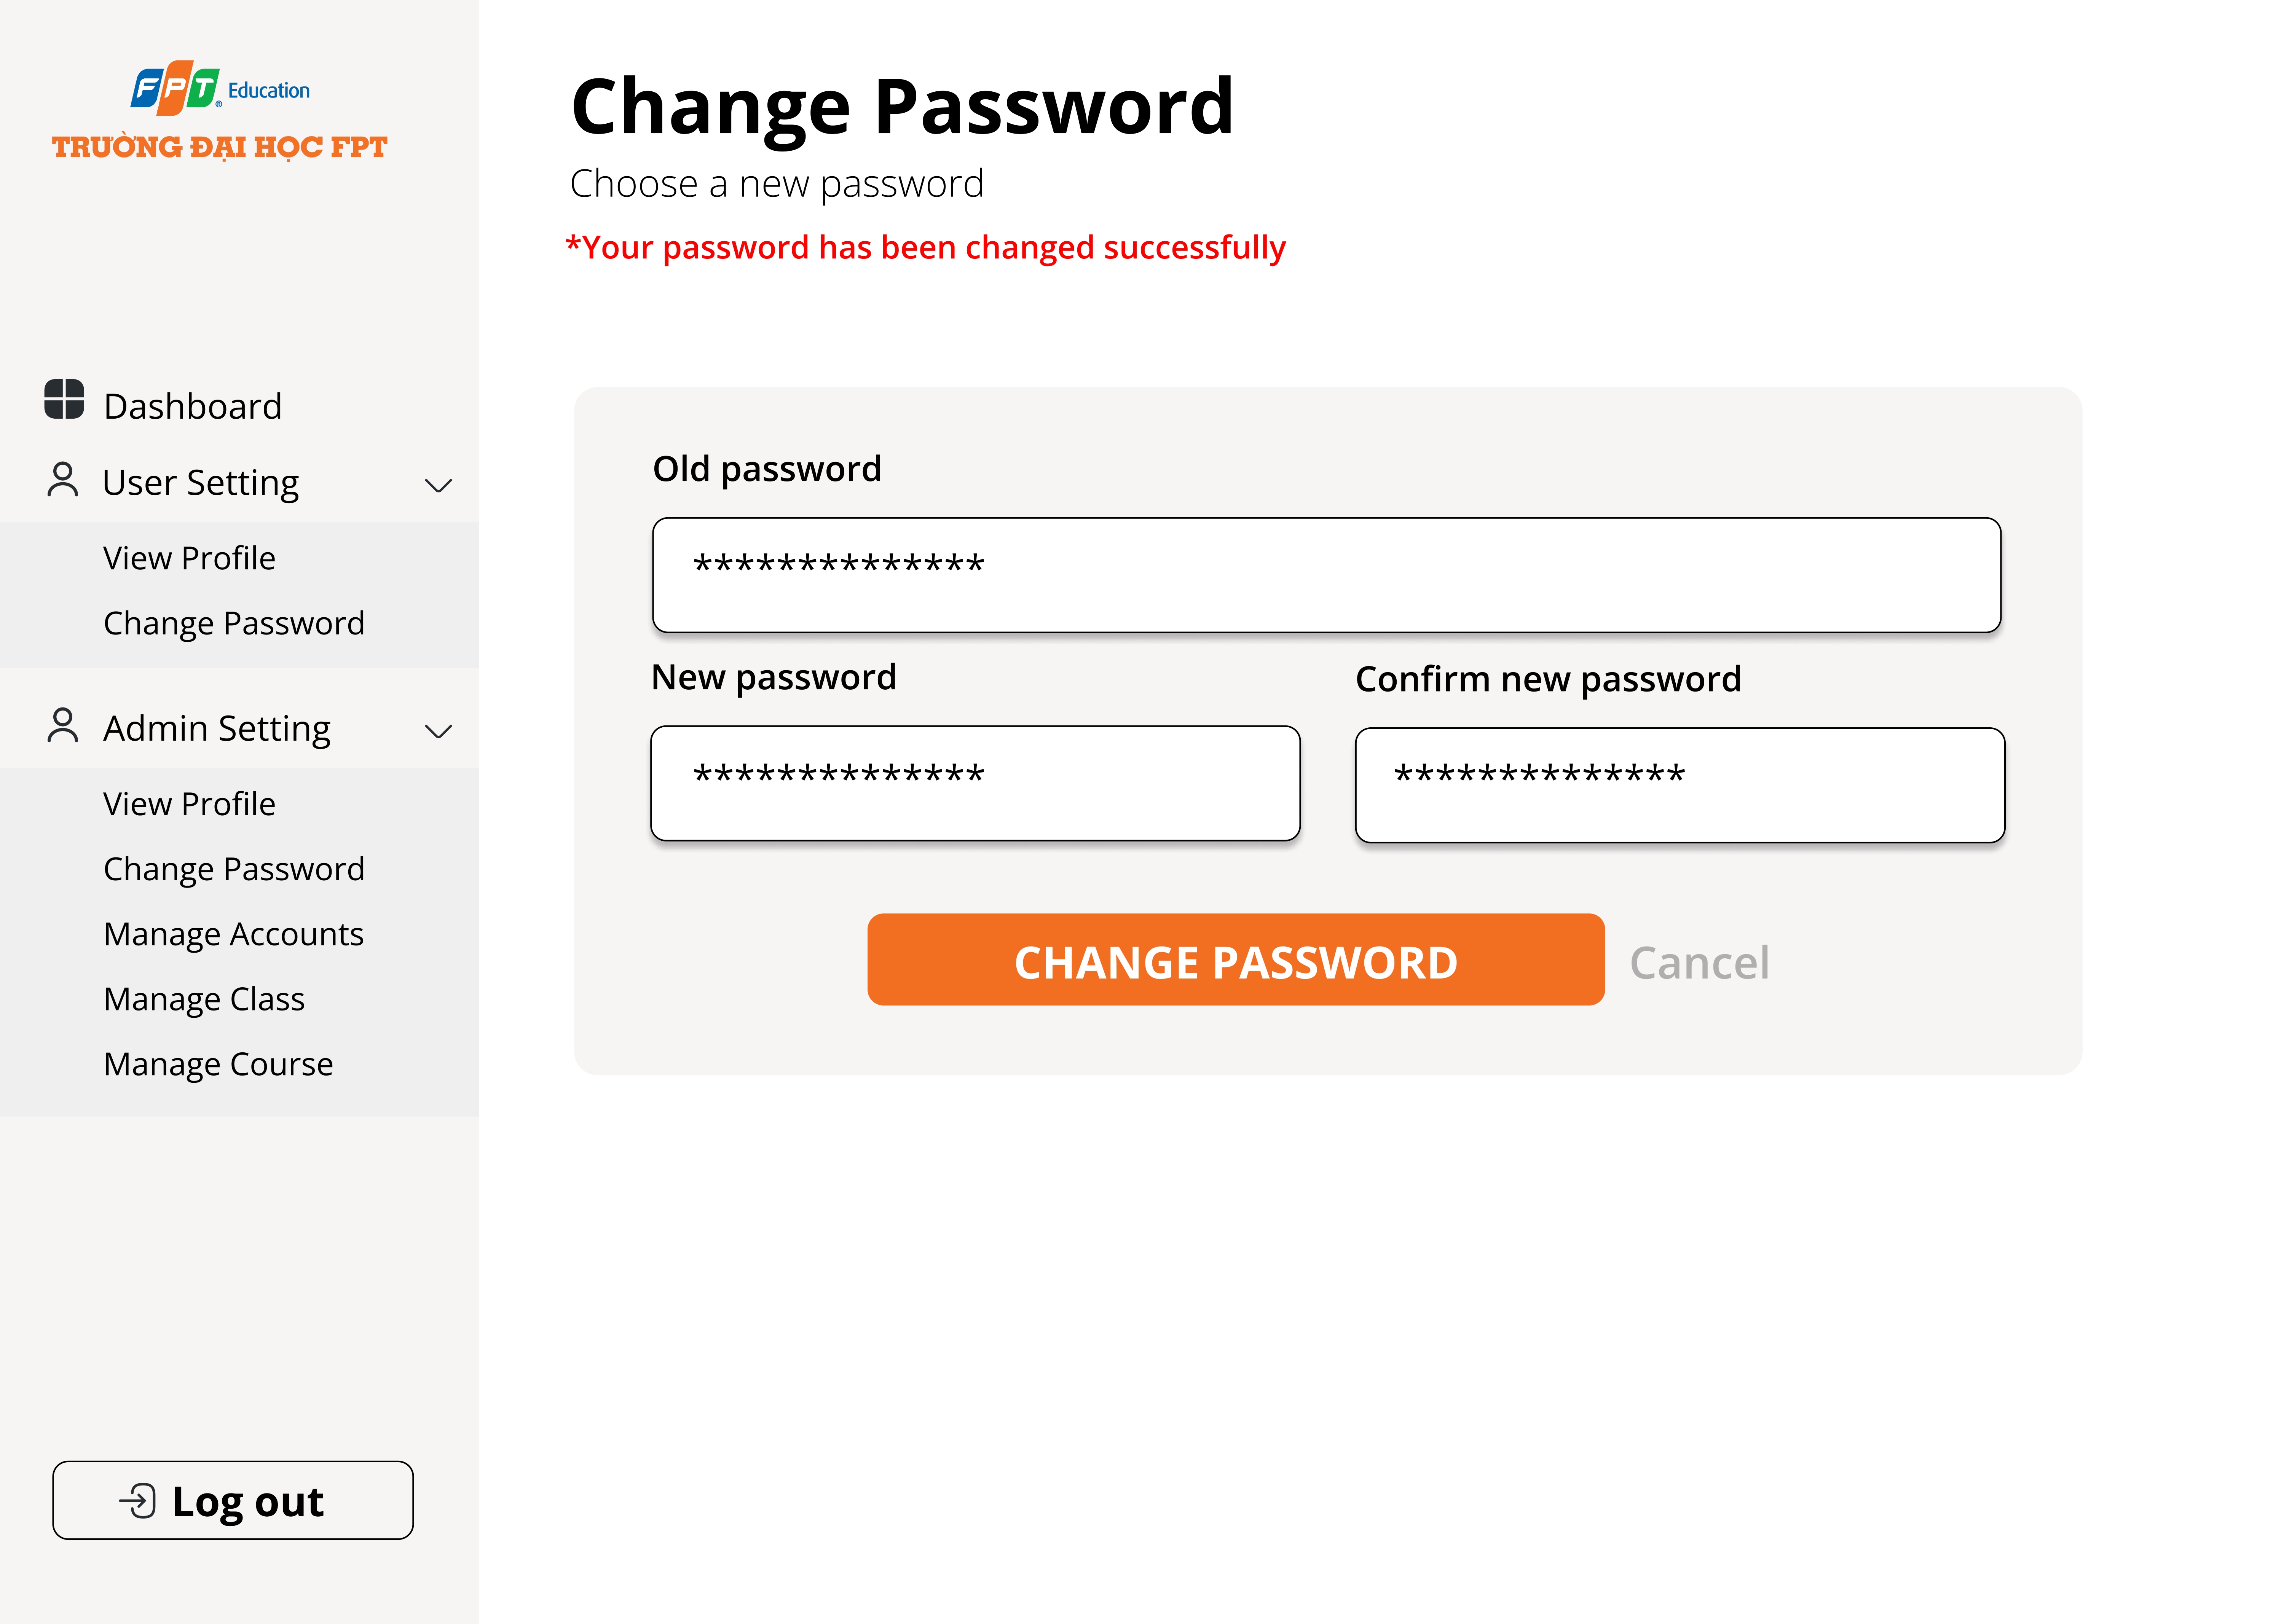 FPT® Education
TRƯỜNG ĐẠI HỌC FPT
Dashboard
User Setting
View Profile
Change Password
Admin Setting
View Profile
Change Password
Manage Accounts
Manage Class
Manage Course
Log out
Change Password
Choose a new password
*Your password has been changed successfully
Old password
**************
New password
**************
Confirm new password
**************
CHANGE PASSWORD
Cancel